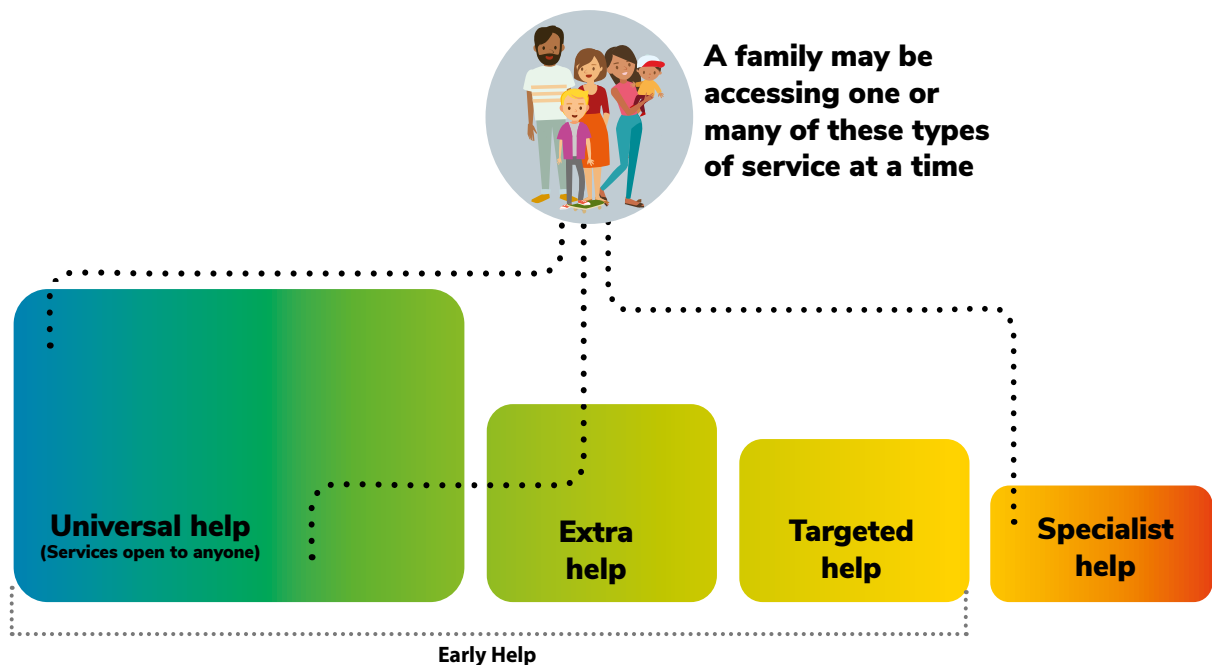 A family may be
accessing one or
many of these types
of service at a time
Universal help
(Services open to anyone)
Extra
help
Targeted
help
Specialist
help
Early Help